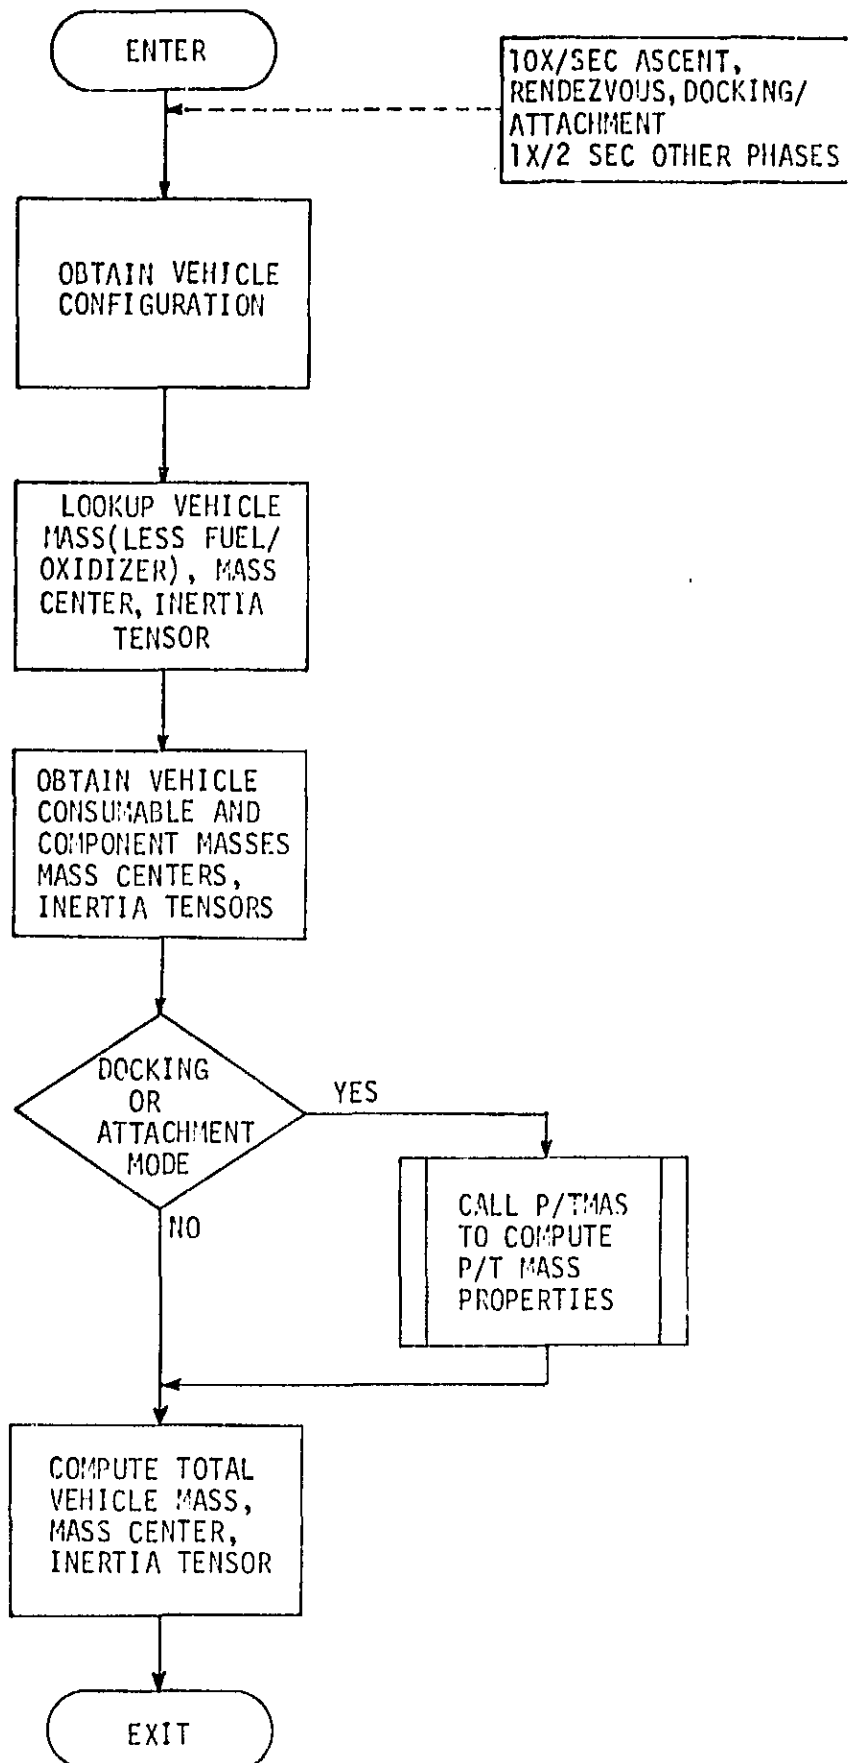 ENTER
10X/SEC ASCENT,
RENDEZVOUS, DOCKING/
ATTACHMENT
1X/2 SEC OTHER PHASES
OBTAIN VEHICLE
CONFIGURATION
LOOKUP VEHICLE
MASS(LESS FUEL/
OXIDIZER), MASS
CENTER, INERTIA
TENSOR
OBTAIN VEHICLE
CONSUMABLE AND
COMPONENT MASSES
MASS CENTERS,
INERTIA TENSORS
DOCKING
OR
ATTACHMENT
MODE
YES
NO
CALL P/TMAS
TO COMPUTE
P/T MASS
PROPERTIES
COMPUTE TOTAL
VEHICLE MASS,
MASS CENTER,
INERTIA TENSOR
EXIT